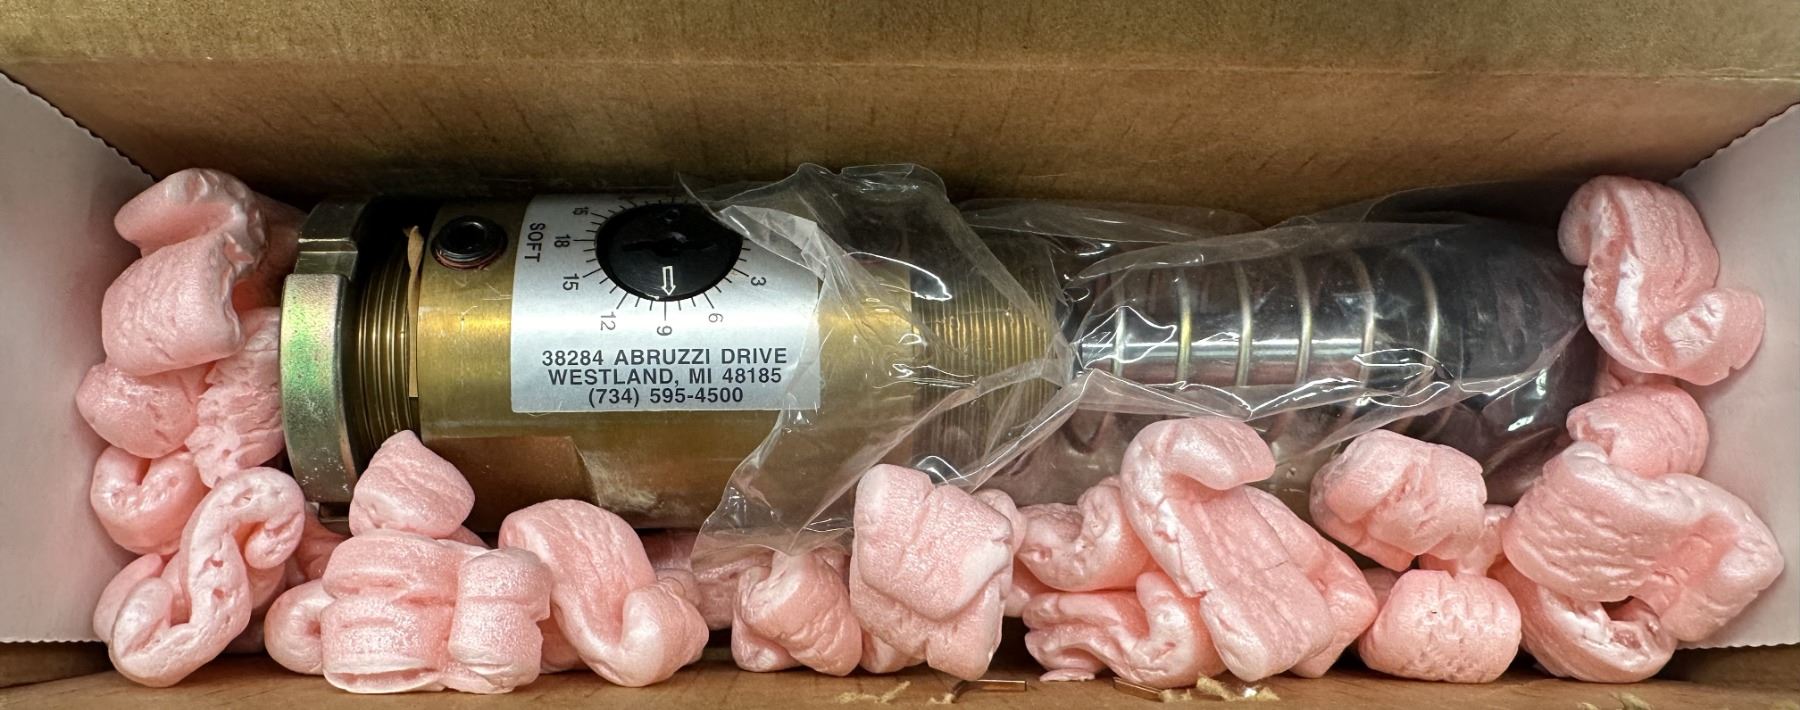 SOFT
18
15
12
9
6
3
38284 ABRUZZI DRIVE
WESTLAND, MI 48185
(734) 595-4500